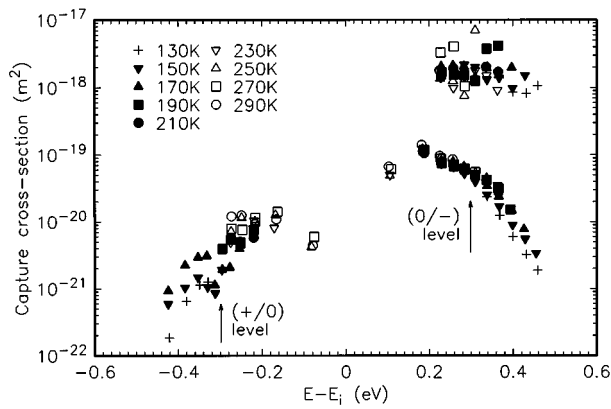 Capture cross-section (m²)
10⁻¹⁷
10⁻¹⁸
10⁻¹⁹
10⁻²⁰
10⁻²¹
10⁻²²
130K
150K
170K
190K
210K
230K
250K
270K
290K
(+/0)
level
(0/−)
level
−0.6 −0.4 −0.2 0 0.2 0.4 0.6
E−Eᵢ (eV)